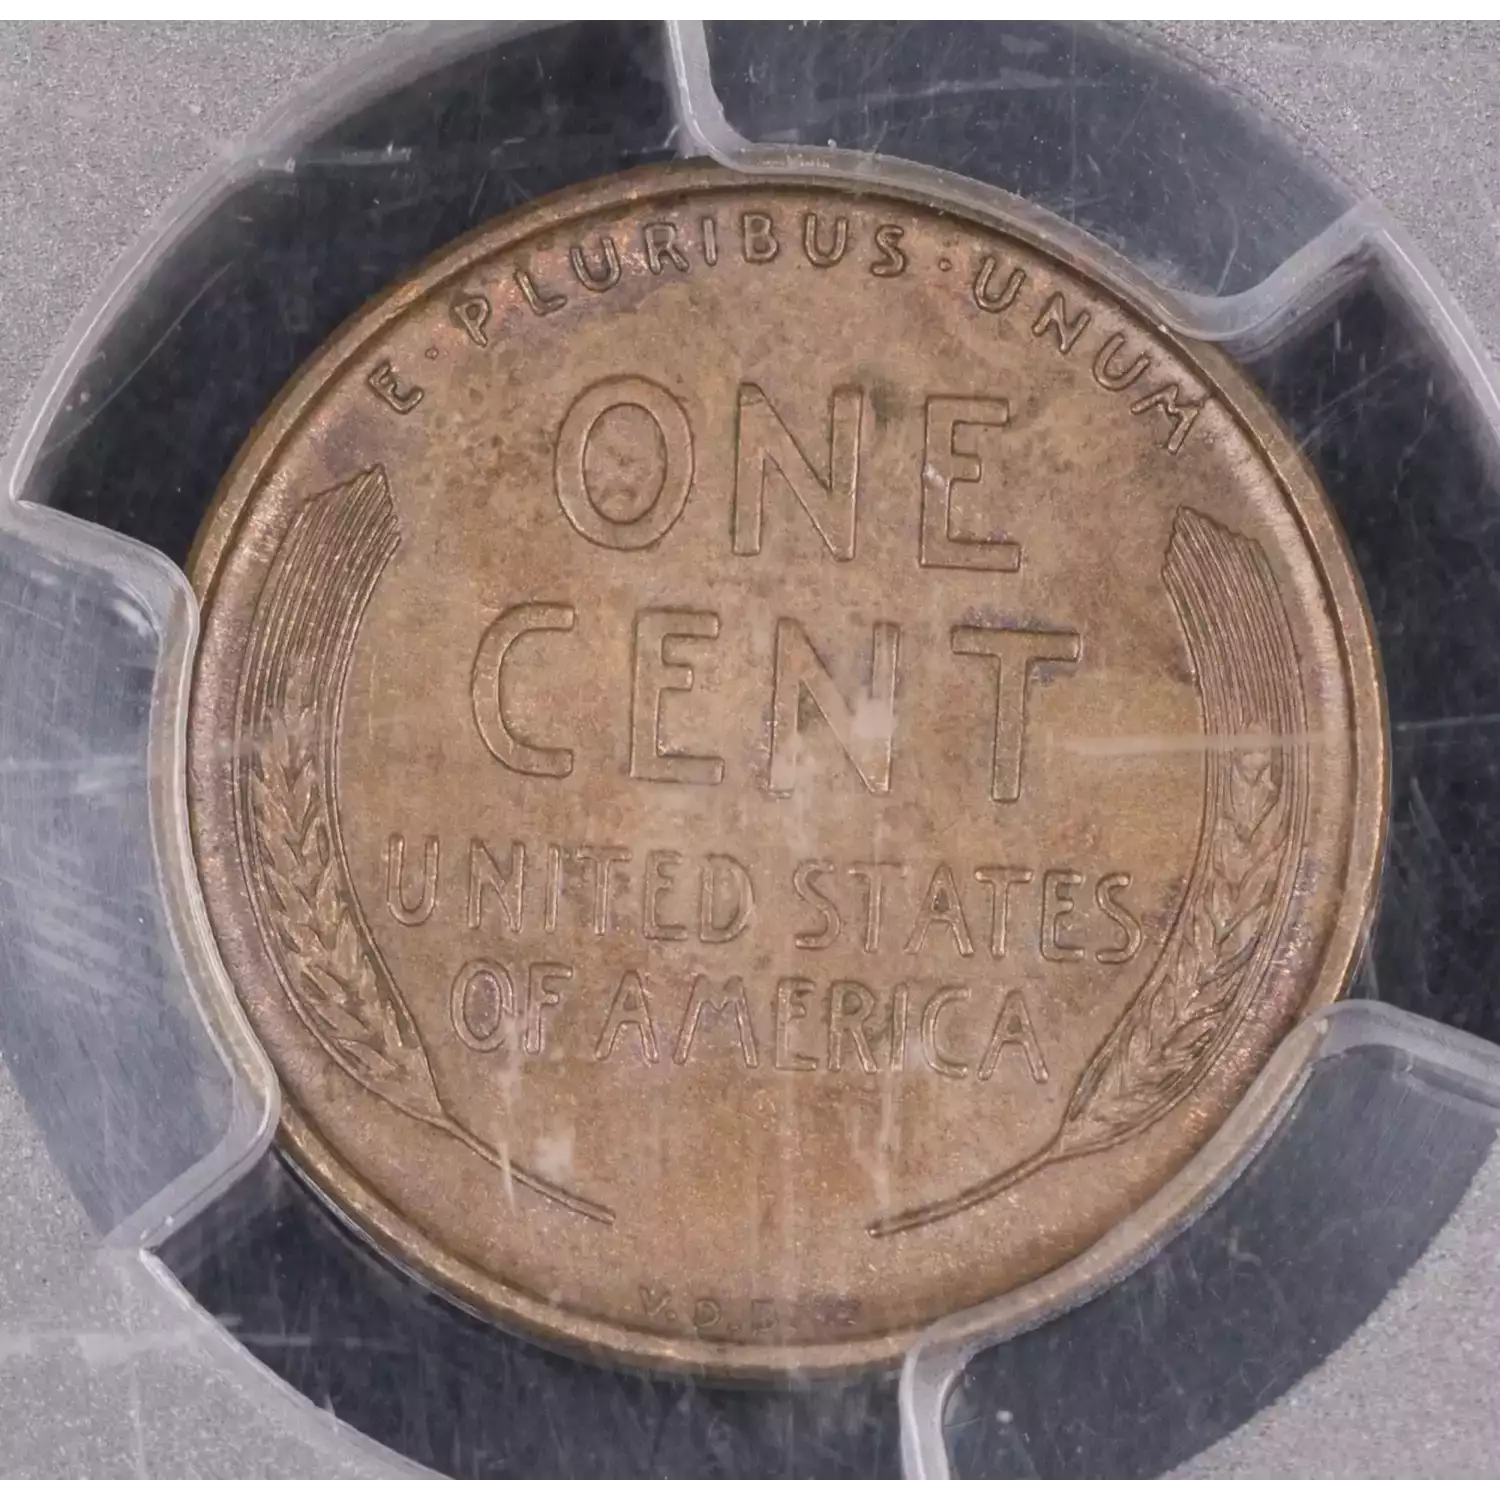 E · PLURIBUS · UNUM
ONE
CENT
UNITED STATES
OF AMERICA
V.D.B.